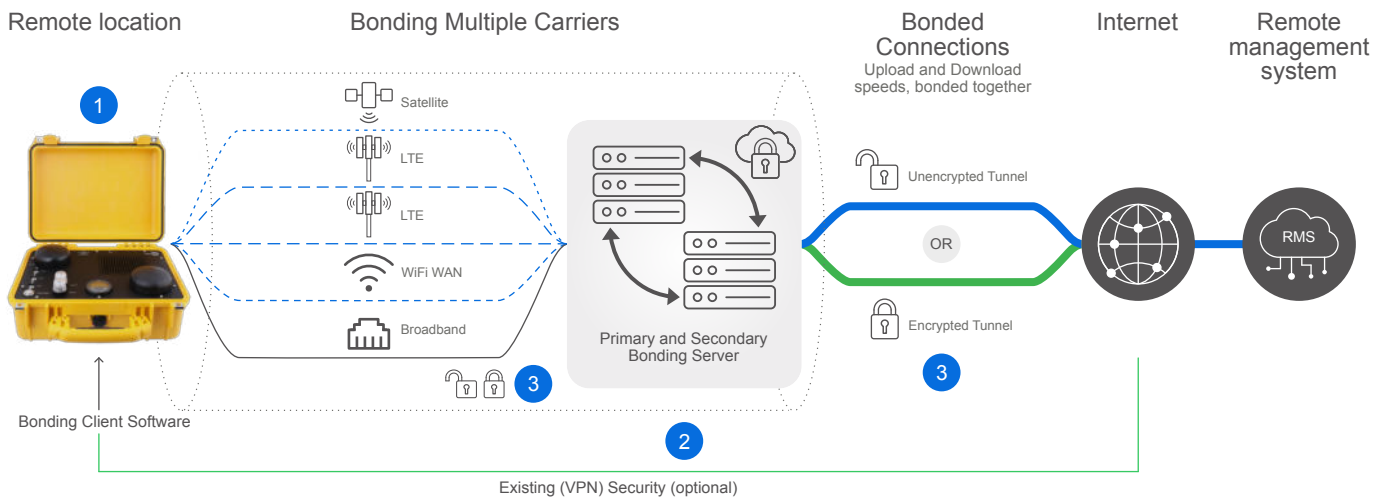 Remote location
Bonding Multiple Carriers
Bonded
Connections
Upload and Download
speeds, bonded together
Internet
Remote
management
system
1
Satellite
LTE
LTE
WiFi WAN
Broadband
3
Primary and Secondary
Bonding Server
Unencrypted Tunnel
OR
Encrypted Tunnel
3
RMS
Bonding Client Software
2
Existing (VPN) Security (optional)